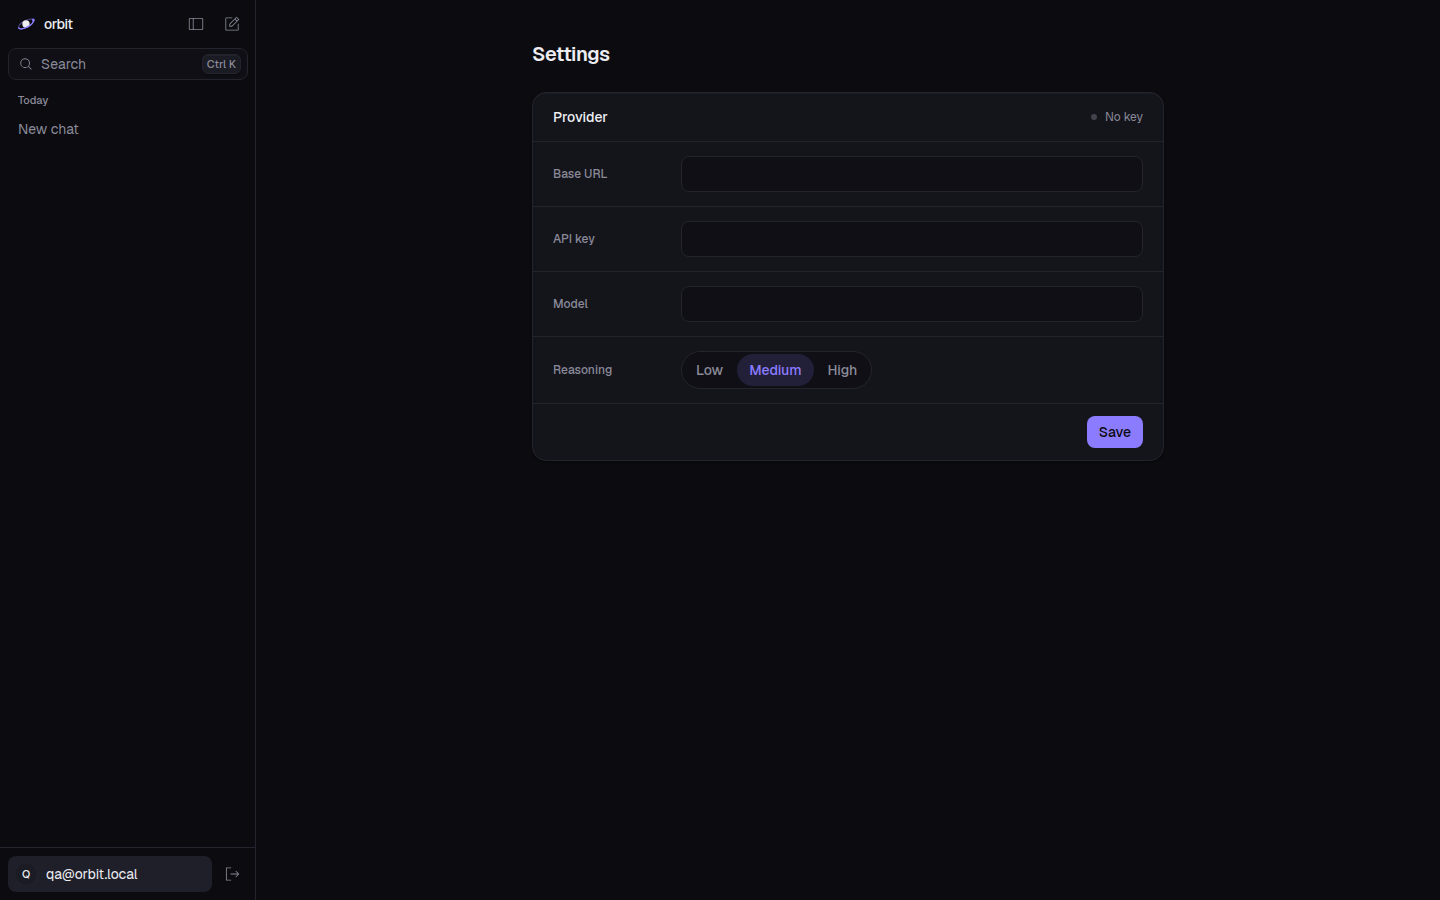 orbit
Search
Ctrl K
Today
New chat
Settings
Provider
No key
Base URL
API key
Model
Reasoning
Low
Medium
High
Save
Q
qa@orbit.local